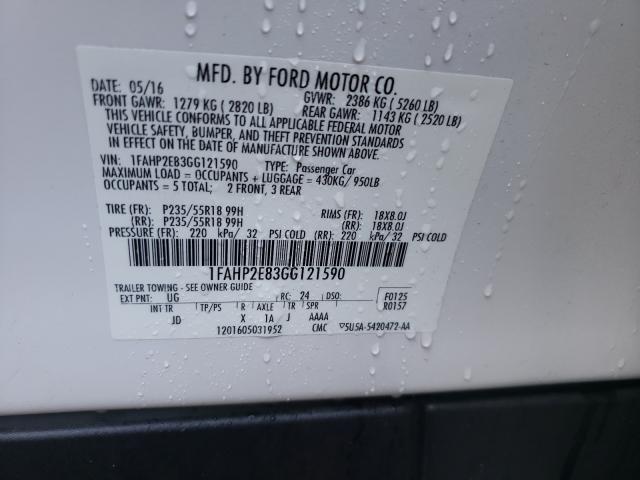 MFD. BY FORD MOTOR CO.
DATE: 05/16 GVWR: 2386 KG ( 5260 LB)
FRONT GAWR: 1279 KG ( 2820 LB) REAR GAWR: 1143 KG ( 2520 LB)
THIS VEHICLE CONFORMS TO ALL APPLICABLE FEDERAL MOTOR
VEHICLE SAFETY, BUMPER, AND THEFT PREVENTION STANDARDS
IN EFFECT ON THE DATE OF MANUFACTURE SHOWN ABOVE.
VIN: 1FAHP2E83GG121590 TYPE: Passenger Car
MAXIMUM LOAD = OCCUPANTS + LUGGAGE = 430KG/ 950LB
OCCUPANTS = 5 TOTAL; 2 FRONT, 3 REAR
TIRE (FR): P235/55R18 99H RIMS (FR): 18X8.0J
(RR): P235/55R18 99H (RR): 18X8.0J
PRESSURE (FR): 220 kPa/ 32 PSI COLD (RR): 220 kPa/ 32 PSI COLD
1FAHP2E83GG121590
TRAILER TOWING - SEE OWNER GUIDE
EXT PNT: UG RC: 24 DSO: F0125
R0157
INT TR TP/PS R AXLE TR SPR
JD X 1A J AAAA
1201605031952 CMC 5U5A-5420472-AA